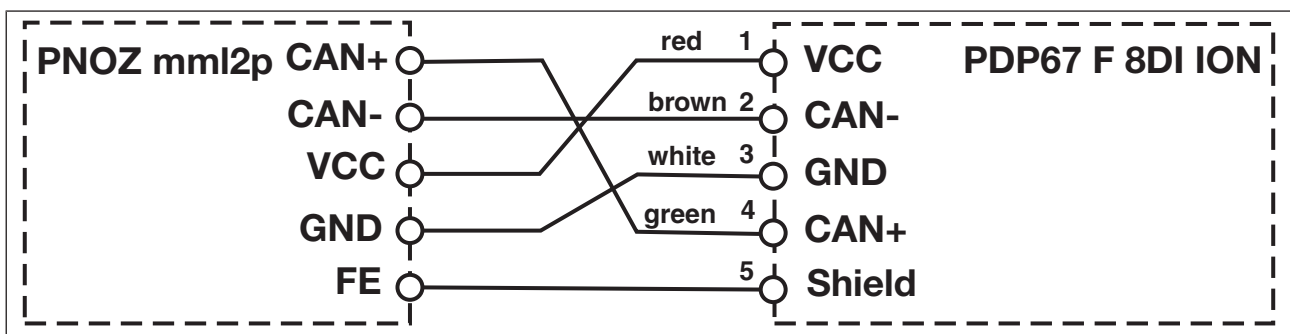 PNOZ mml2p CAN+ red 1 VCC PDP67 F 8DI ION
CAN- brown 2 CAN-
VCC white 3 GND
GND green 4 CAN+
FE 5 Shield